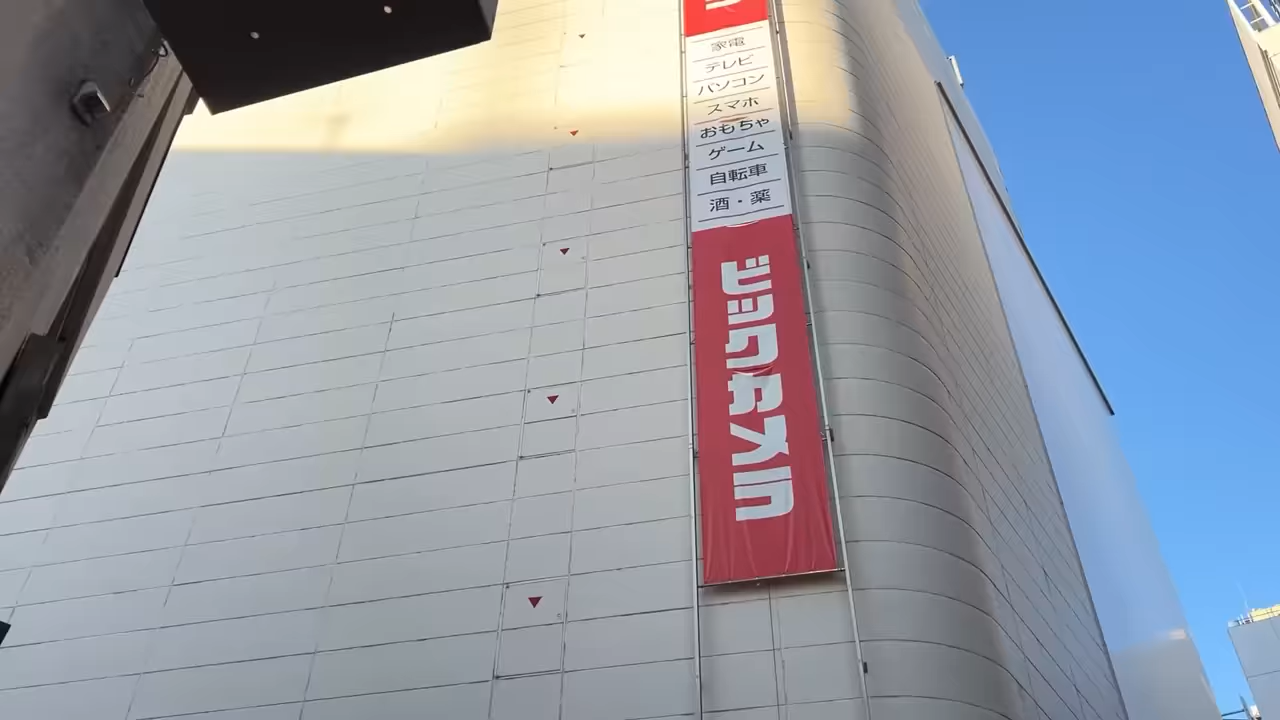 家電
テレビ
パソコン
スマホ
おもちゃ
ゲーム
自転車
酒・薬
ビックカメラ